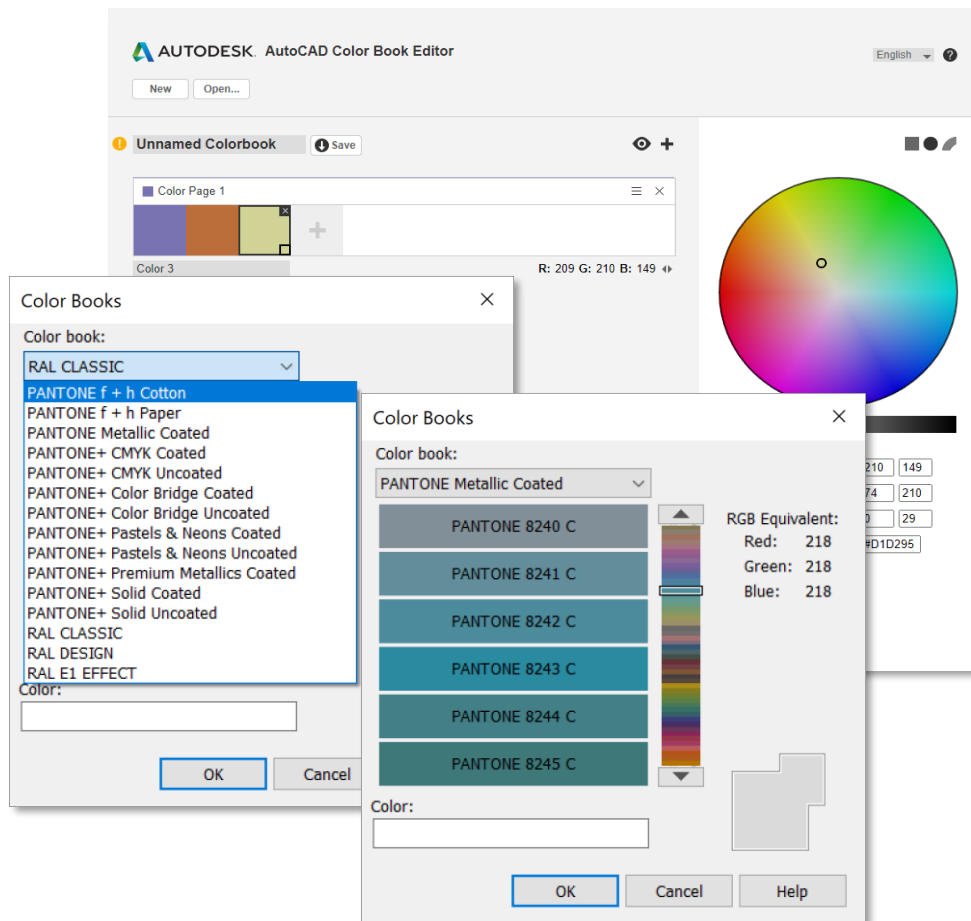 AUTODESK. AutoCAD Color Book Editor
English
New Open...
Unnamed Colorbook Save
Color Page 1
Color 3
R: 209 G: 210 B: 149
210 149
74 210
0 29
#D1D295
Color Books
Color book:
RAL CLASSIC
PANTONE f + h Cotton
PANTONE f + h Paper
PANTONE Metallic Coated
PANTONE+ CMYK Coated
PANTONE+ CMYK Uncoated
PANTONE+ Color Bridge Coated
PANTONE+ Color Bridge Uncoated
PANTONE+ Pastels & Neons Coated
PANTONE+ Pastels & Neons Uncoated
PANTONE+ Premium Metallics Coated
PANTONE+ Solid Coated
PANTONE+ Solid Uncoated
RAL CLASSIC
RAL DESIGN
RAL E1 EFFECT
Color:
OK Cancel
Color Books
Color book:
PANTONE Metallic Coated
PANTONE 8240 C
PANTONE 8241 C
PANTONE 8242 C
PANTONE 8243 C
PANTONE 8244 C
PANTONE 8245 C
RGB Equivalent:
Red: 218
Green: 218
Blue: 218
Color:
OK Cancel Help